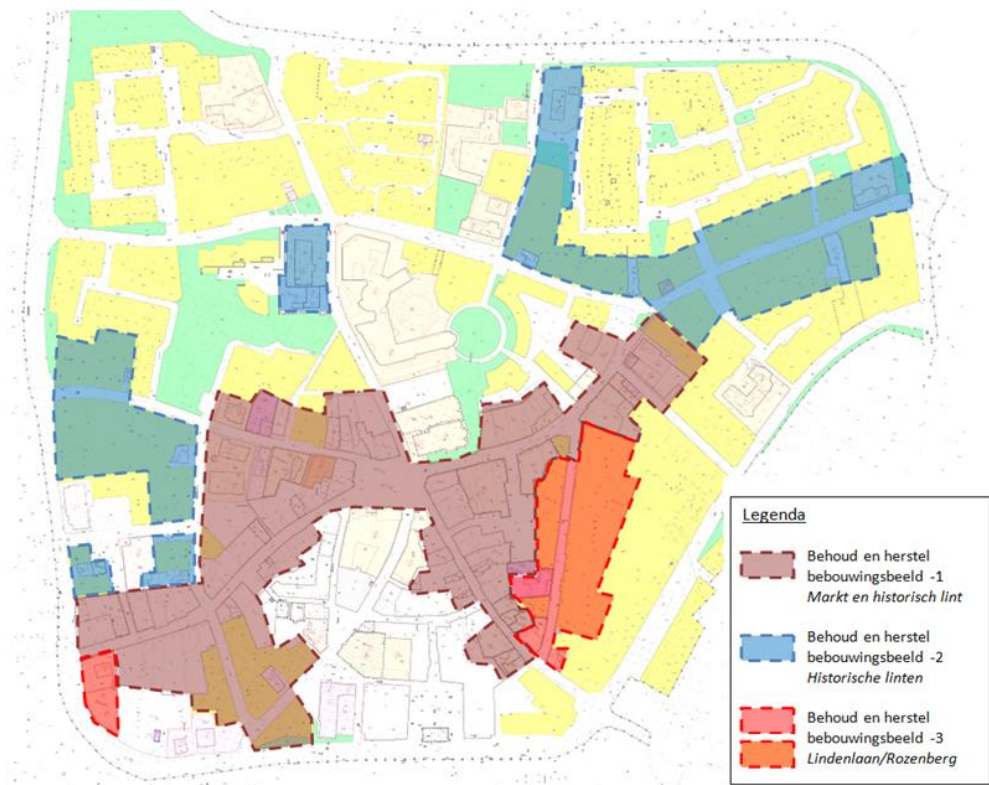 Legenda
Behoud en herstel
bebouwingsbeeld -1
Markt en historisch lint
Behoud en herstel
bebouwingsbeeld -2
Historische linten
Behoud en herstel
bebouwingsbeeld -3
Lindenlaan/Rozenberg